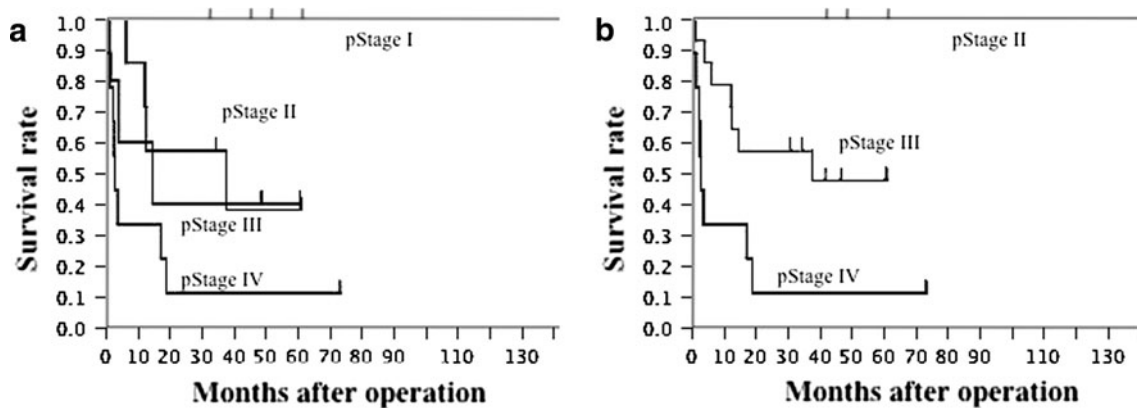 a
Survival rate
1.0
0.9
0.8
0.7
0.6
0.5
0.4
0.3
0.2
0.1
0.0
pStage I
pStage II
pStage III
pStage IV
0 10 20 30 40 50 60 70 80 90 110 130
Months after operation
b
Survival rate
1.0
0.9
0.8
0.7
0.6
0.5
0.4
0.3
0.2
0.1
0.0
pStage II
pStage III
pStage IV
0 10 20 30 40 50 60 70 80 90 110 130
Months after operation